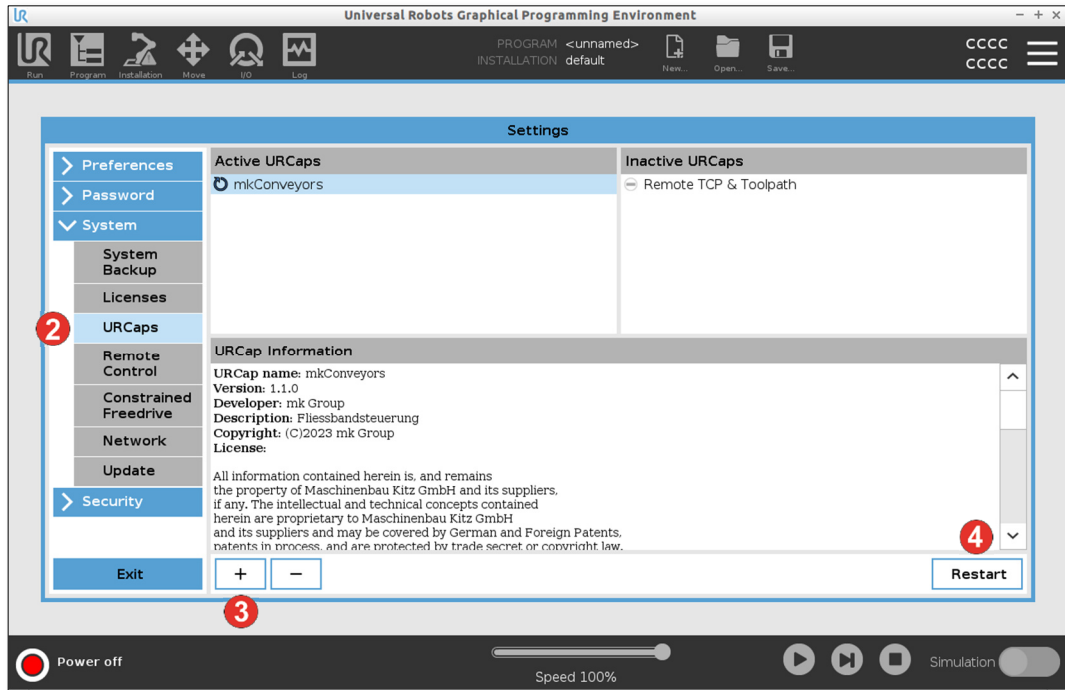 Universal Robots Graphical Programming Environment
UR
Run
Program
Installation
Move
I/O
Log
PROGRAM <unnamed>
INSTALLATION default
New...
Open...
Save...
CCCC
CCCC
Settings
Preferences
Password
System
System
Backup
Licenses
URCaps
Remote
Control
Constrained
Freedrive
Network
Update
Security
Exit
2
Active URCaps
mkConveyors
Inactive URCaps
Remote TCP & Toolpath
URCap Information
URCap name: mkConveyors
Version: 1.1.0
Developer: mk Group
Description: Fliessbandsteuerung
Copyright: (C)2023 mk Group
License:
All information contained herein is, and remains
the property of Maschinenbau Kitz GmbH and its suppliers,
if any. The intellectual and technical concepts contained
herein are proprietary to Maschinenbau Kitz GmbH
and its suppliers and may be covered by German and Foreign Patents,
patents in process, and are protected by trade secret or copyright law.
+
−
3
4
Restart
Power off
Speed 100%
Simulation